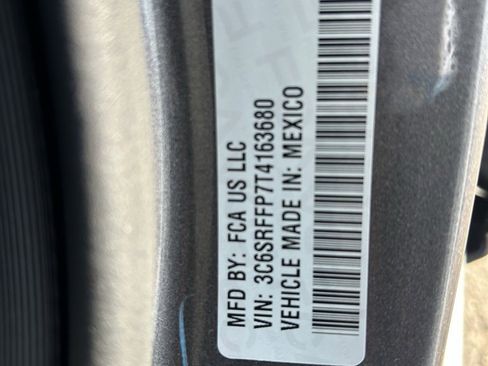 MFD BY: FCA US LLC
VIN: 3C6SRFFP7T4163680
VEHICLE MADE IN: MEXICO